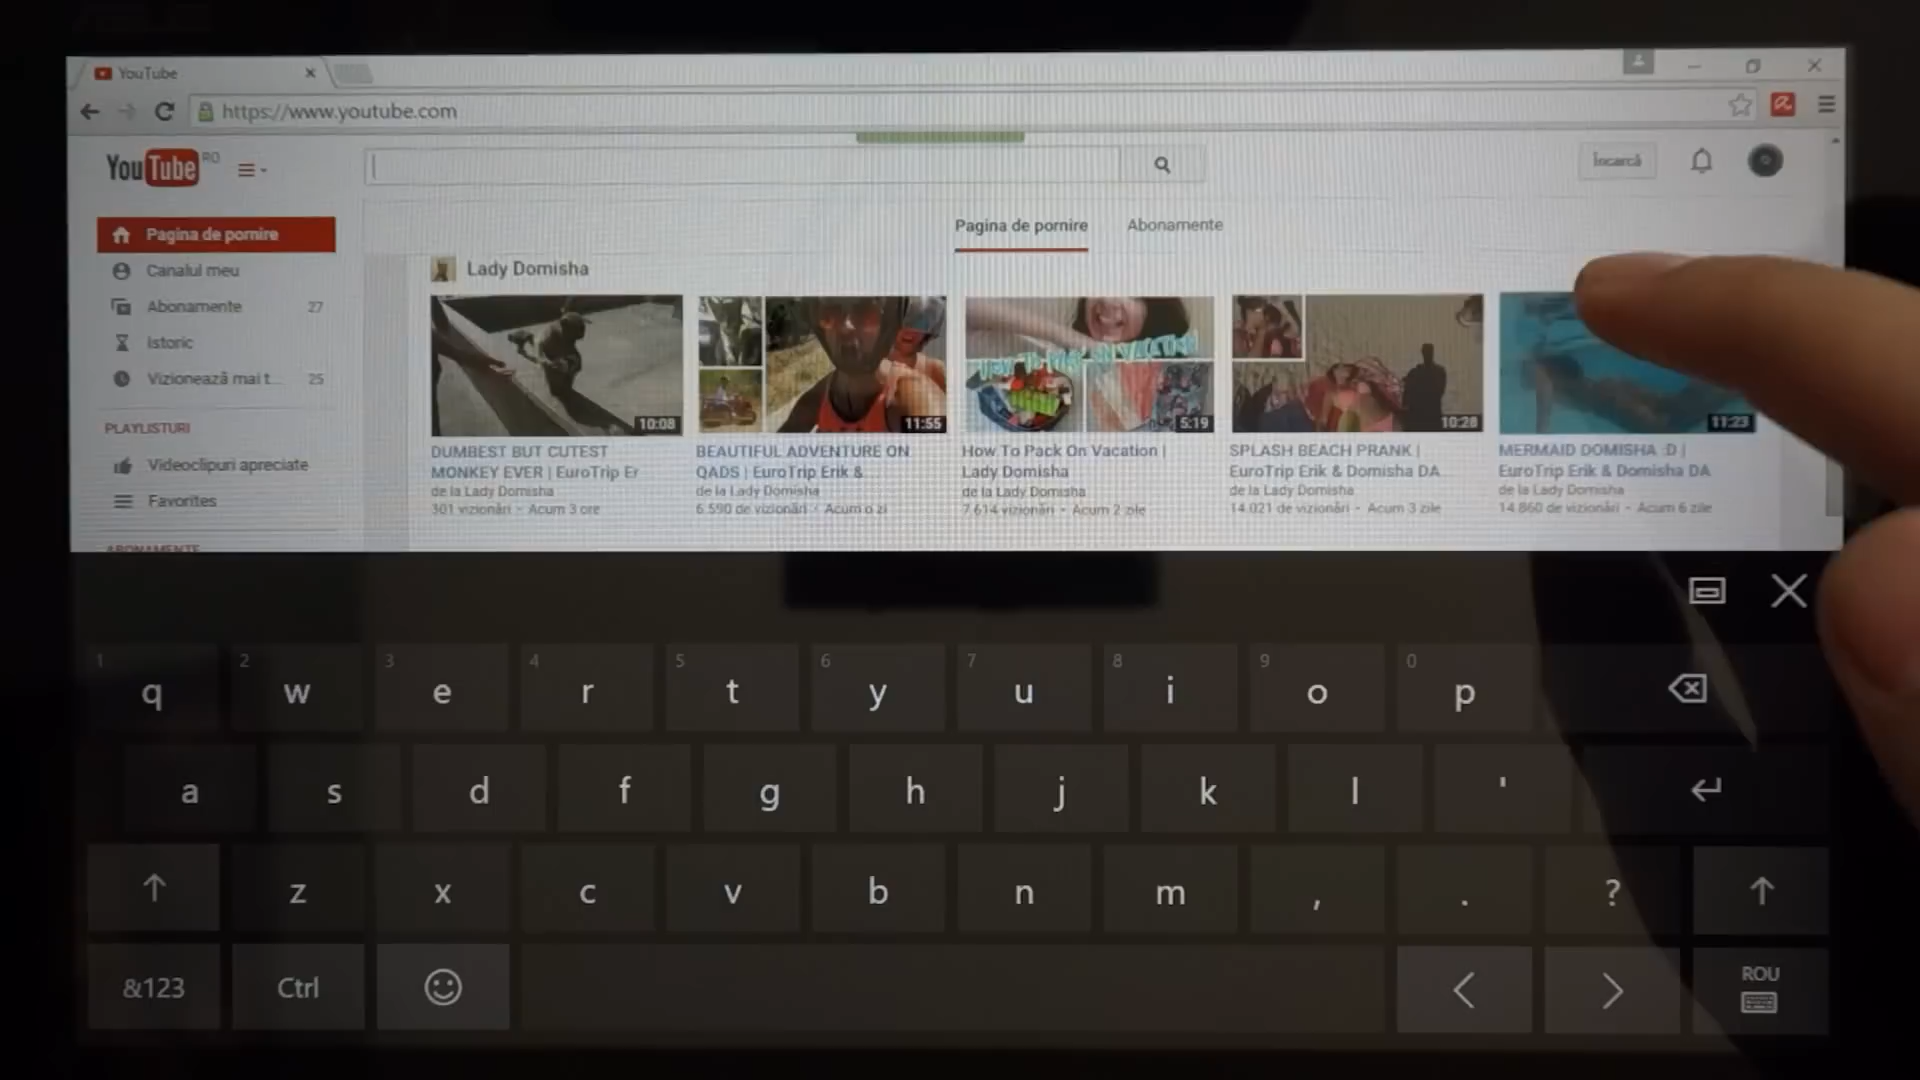 YouTube
https://www.youtube.com
YouTube RO
Încarcă
Pagina de pornire
Abonamente
Pagina de pornire
Canalul meu
Abonamente 27
Istoric
Vizionează mai t... 25
PLAYLISTURI
Videoclipuri apreciate
Favorites
ABONAMENTE
Lady Domisha
10:08
DUMBEST BUT CUTEST
MONKEY EVER | EuroTrip Er
de la Lady Domisha
301 vizionări • Acum 3 ore
11:55
BEAUTIFUL ADVENTURE ON
QADS | EuroTrip Erik & ...
de la Lady Domisha
6.590 de vizionări • Acum o zi
HOW TO PACK ON VACATION
5:19
How To Pack On Vacation |
Lady Domisha
de la Lady Domisha
7.614 vizionări • Acum 2 zile
10:28
SPLASH BEACH PRANK |
EuroTrip Erik & Domisha DA...
de la Lady Domisha
14.021 de vizionări • Acum 3 zile
11:23
MERMAID DOMISHA :D |
EuroTrip Erik & Domisha DA...
de la Lady Domisha
14.860 de vizionări • Acum 6 zile
1 2 3 4 5 6 7 8 9 0
q w e r t y u i o p
a s d f g h j k l '
z x c v b n m , . ?
&123 Ctrl < > ROU